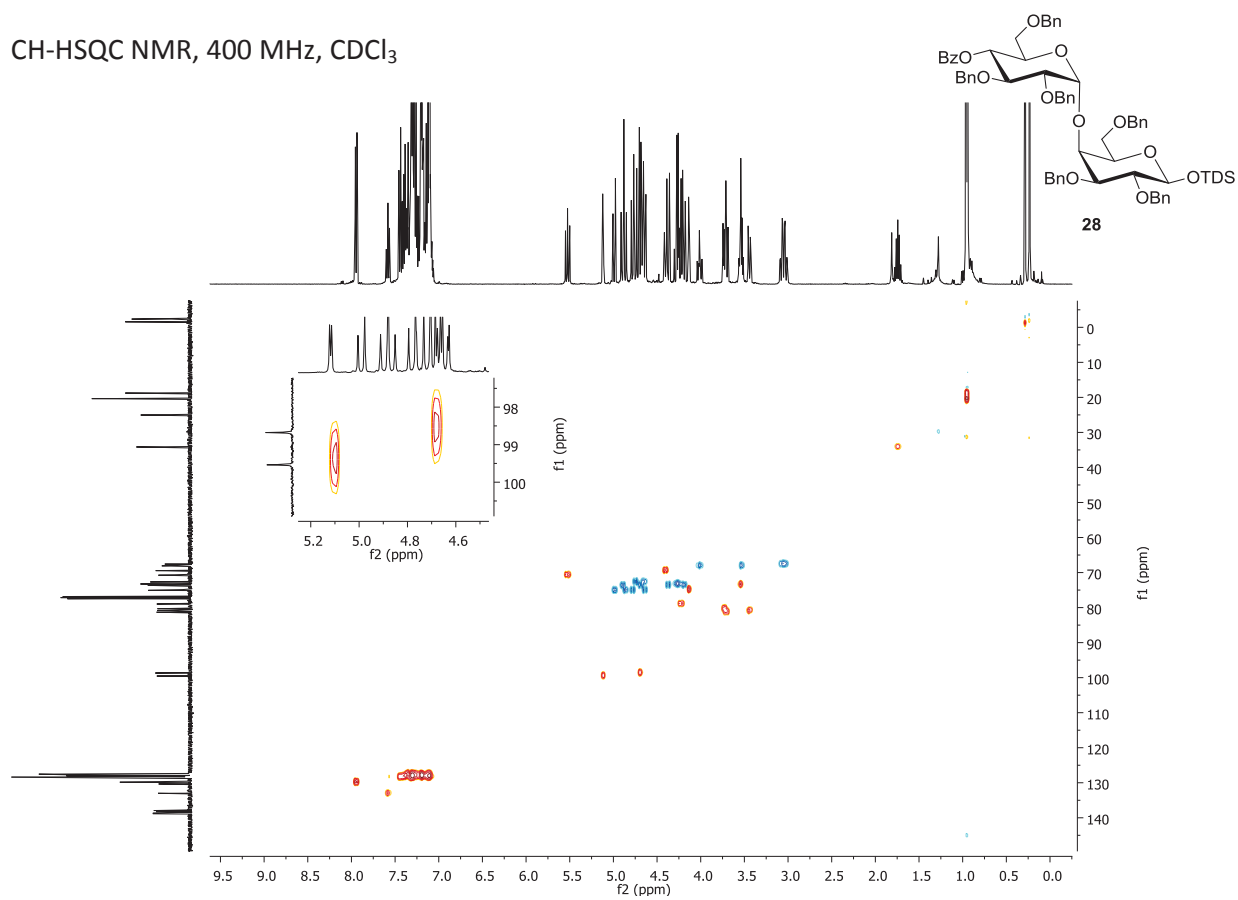 CH-HSQC NMR, 400 MHz, CDCl₃
OBn
BzO
O
BnO
OBn
O
OBn
O
BnO
OTDS
OBn
28
98
99
100
f1 (ppm)
5.2 5.0 4.8 4.6
f2 (ppm)
0
10
20
30
40
50
60
70
80
90
100
110
120
130
140
f1 (ppm)
9.5 9.0 8.5 8.0 7.5 7.0 6.5 6.0 5.5 5.0 4.5 4.0 3.5 3.0 2.5 2.0 1.5 1.0 0.5 0.0
f2 (ppm)